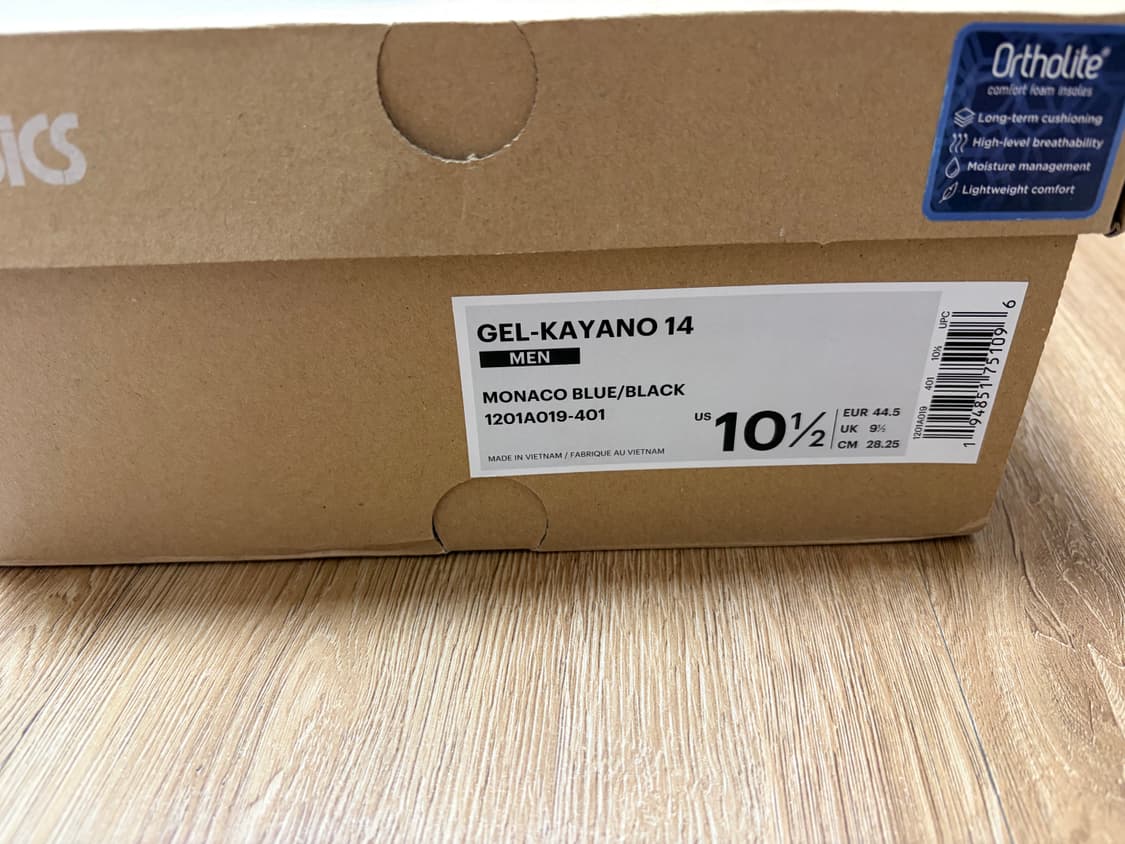 ICS
Ortholite®
comfort foam insoles
Long-term cushioning
High-level breathability
Moisture management
Lightweight comfort
GEL-KAYANO 14
MEN
MONACO BLUE/BLACK
1201A019-401
MADE IN VIETNAM / FABRIQUE AU VIETNAM
US 10½
EUR 44.5
UK 9½
CM 28.25
1201A019 401 10½ UPC
1 94851 75109 6